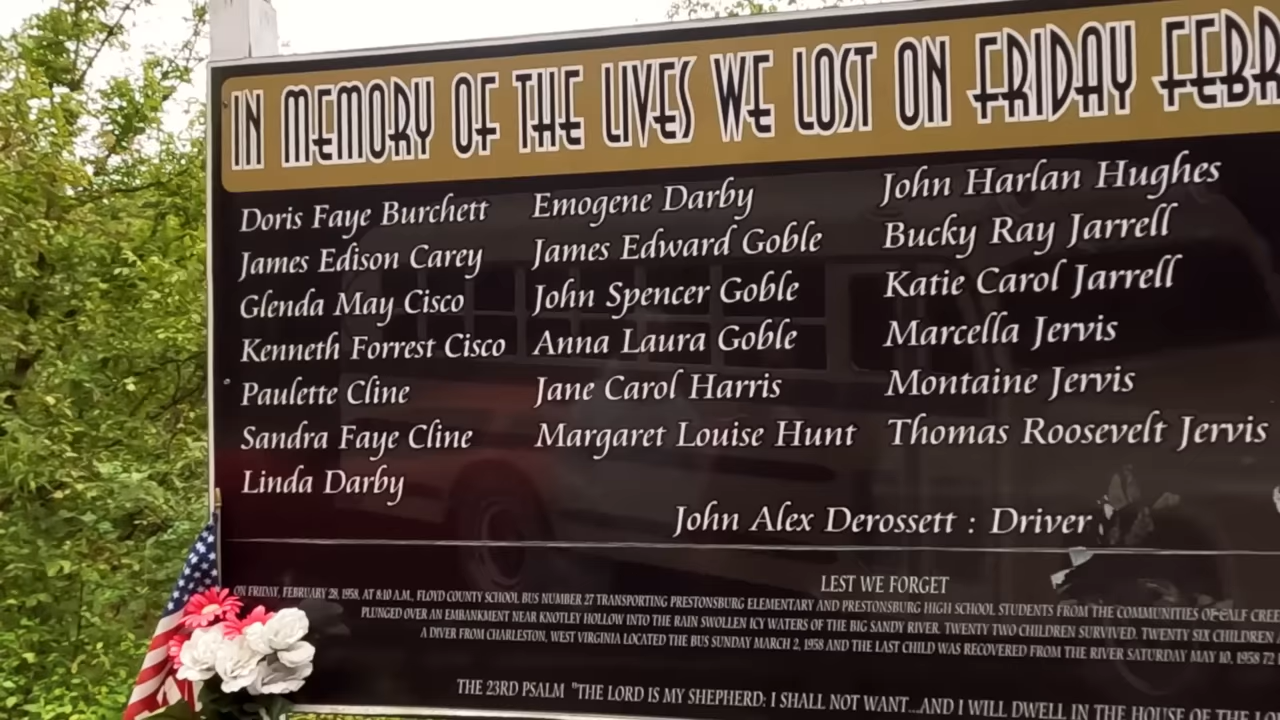 IN MEMORY OF THE LIVES WE LOST ON FRIDAY FEBR
Doris Faye Burchett
James Edison Carey
Glenda May Cisco
Kenneth Forrest Cisco
Paulette Cline
Sandra Faye Cline
Linda Darby
Emogene Darby
James Edward Goble
John Spencer Goble
Anna Laura Goble
Jane Carol Harris
Margaret Louise Hunt
John Harlan Hughes
Bucky Ray Jarrell
Katie Carol Jarrell
Marcella Jervis
Montaine Jervis
Thomas Roosevelt Jervis
John Alex Derossett : Driver
LEST WE FORGET
ON FRIDAY, FEBRUARY 28, 1958, AT 8:10 A.M., FLOYD COUNTY SCHOOL BUS NUMBER 27 TRANSPORTING PRESTONSBURG ELEMENTARY AND PRESTONSBURG HIGH SCHOOL STUDENTS FROM THE COMMUNITIES OF CALF CREE
PLUNGED OVER AN EMBANKMENT NEAR KNOTLEY HOLLOW INTO THE RAIN SWOLLEN ICY WATERS OF THE BIG SANDY RIVER. TWENTY TWO CHILDREN SURVIVED. TWENTY SIX CHILDREN
A DIVER FROM CHARLESTON, WEST VIRGINIA LOCATED THE BUS SUNDAY MARCH 2, 1958 AND THE LAST CHILD WAS RECOVERED FROM THE RIVER SATURDAY MAY 10, 1958 72
THE 23RD PSALM "THE LORD IS MY SHEPHERD: I SHALL NOT WANT...AND I WILL DWELL IN THE HOUSE OF THE LO